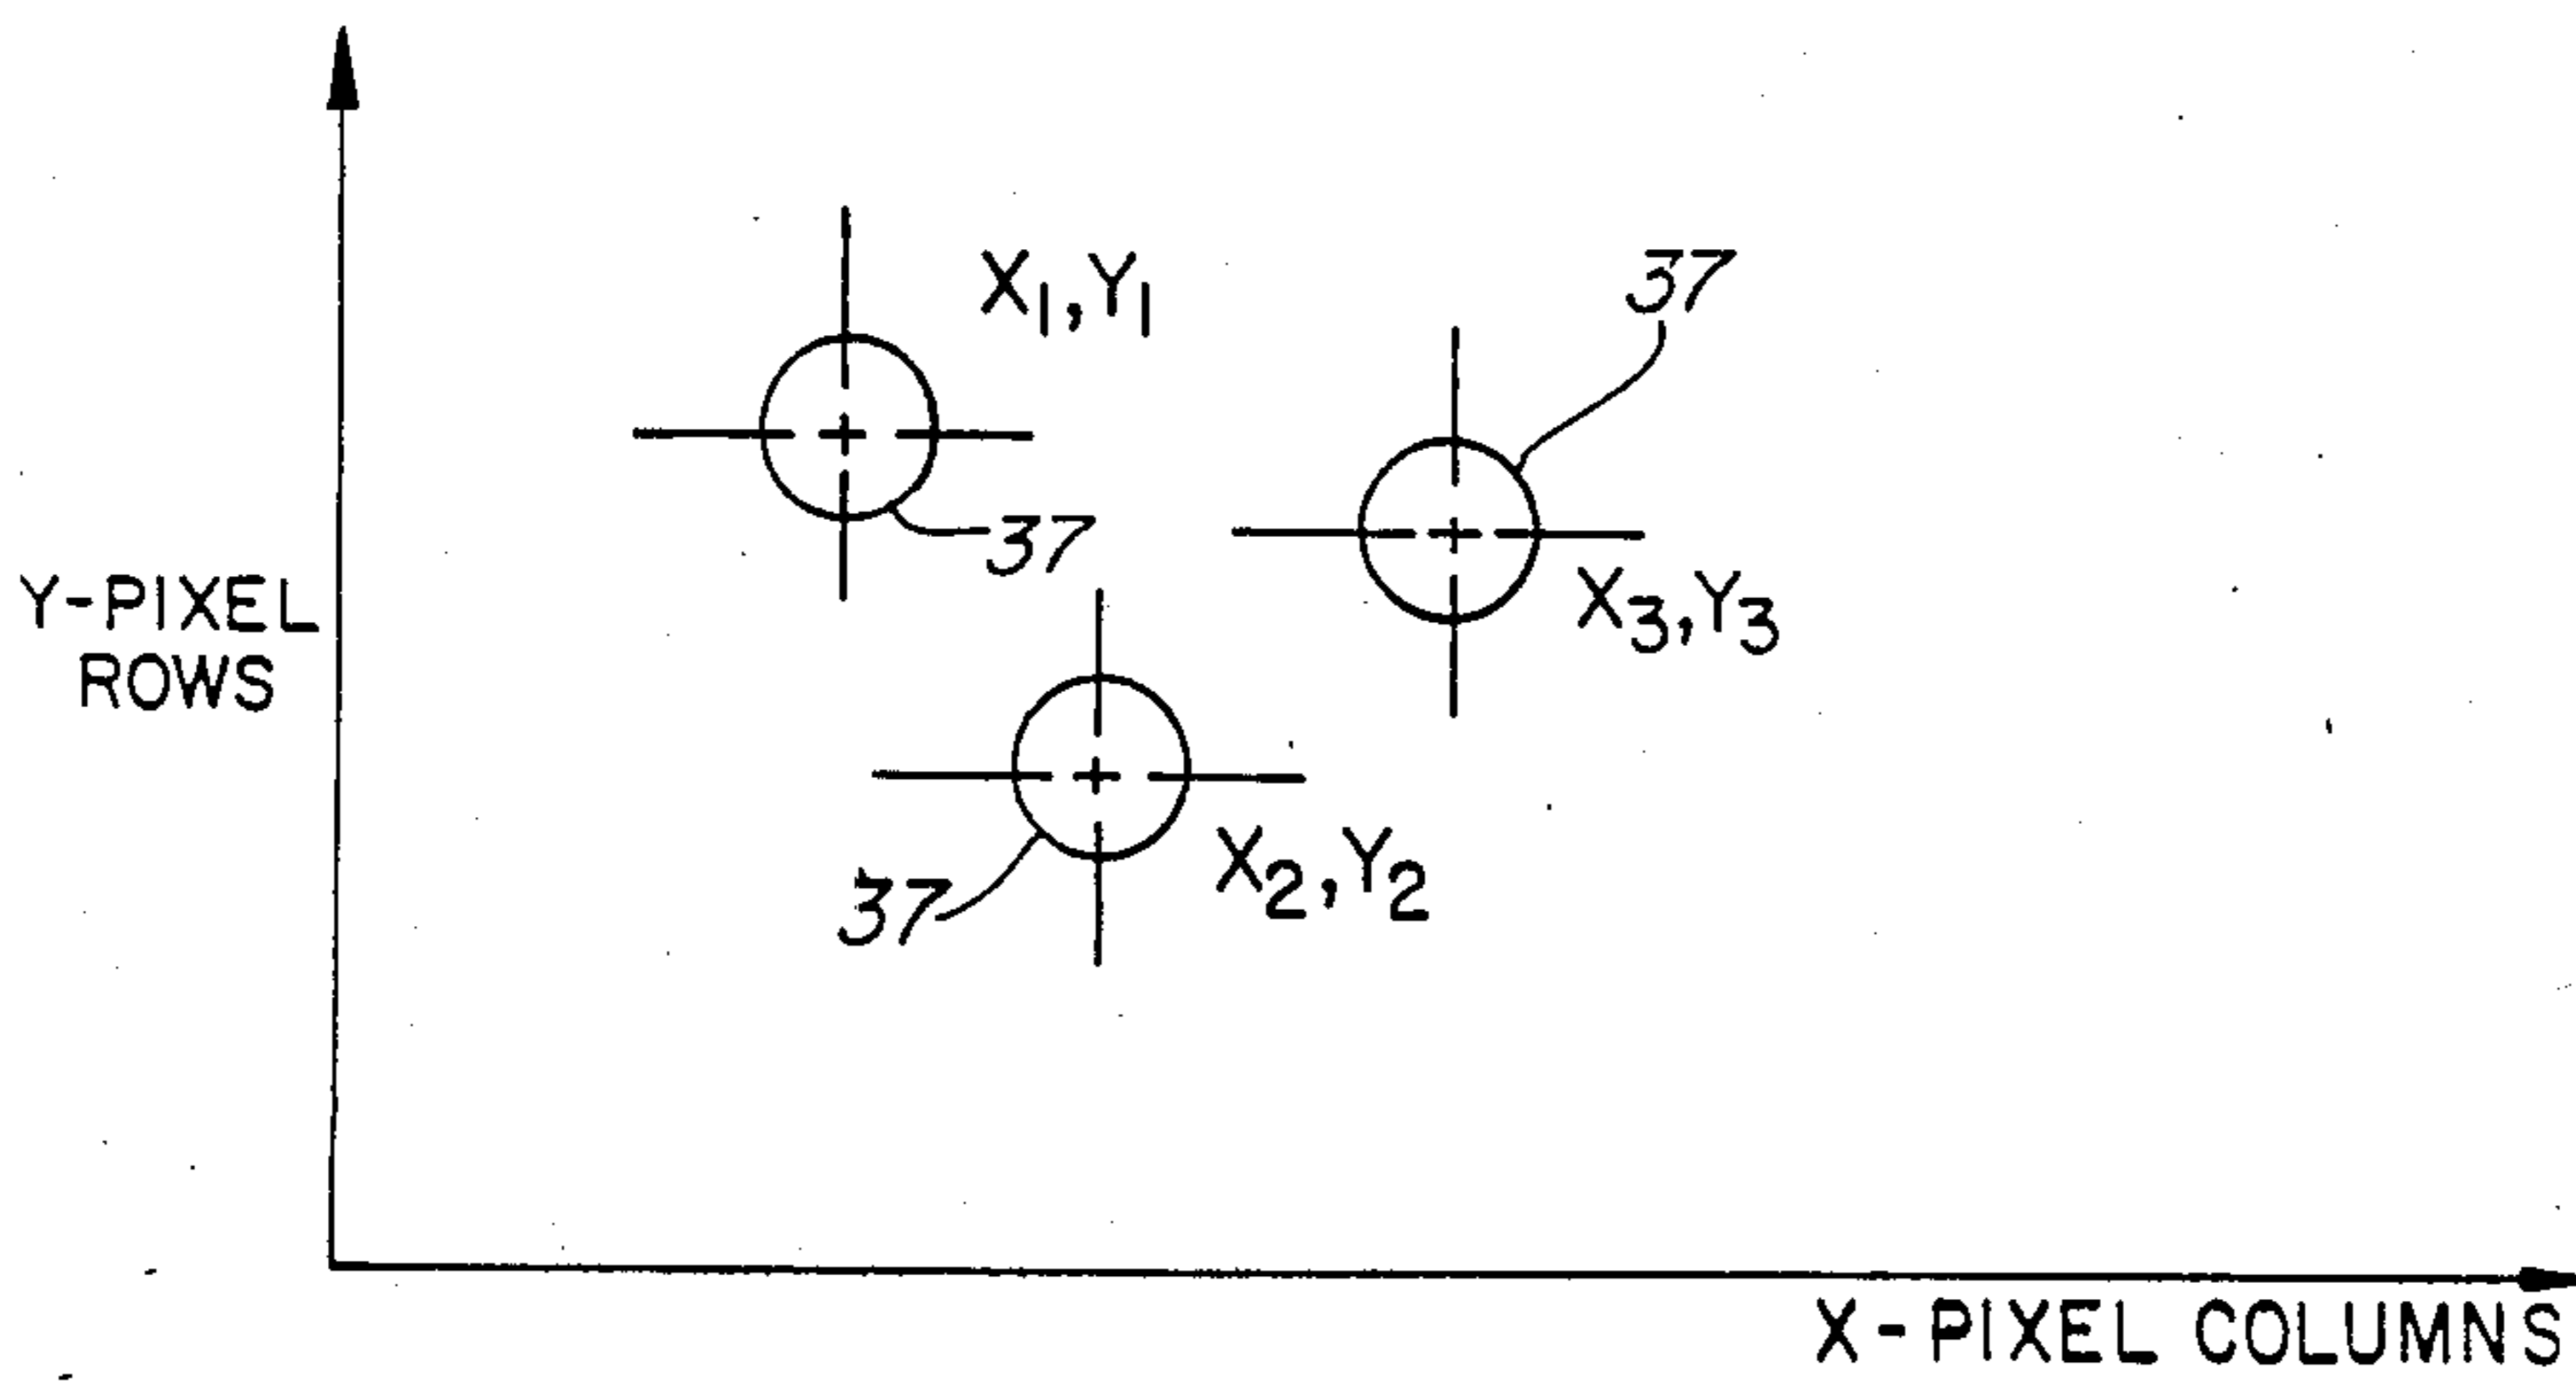 X₁,Y₁
37
37
X₃,Y₃
Y-PIXEL
ROWS
X₂,Y₂
37
X-PIXEL COLUMNS